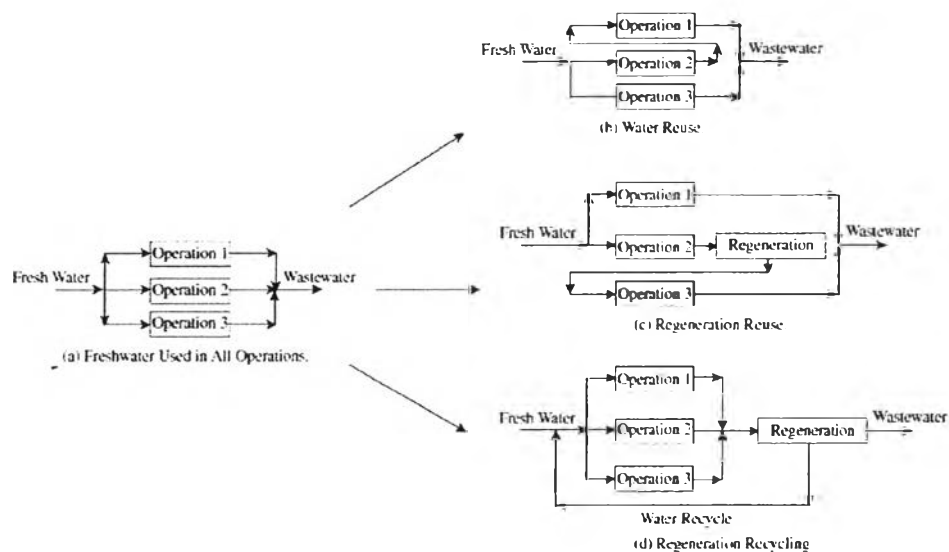 Operation 1
Fresh Water
Wastewater
Operation 2
Operation 3
(b) Water Reuse
Operation 1
Fresh Water
Wastewater
Operation 2
Regeneration
Operation 3
(c) Regeneration Reuse
Operation 1
Fresh Water
Wastewater
Operation 2
Operation 3
(a) Freshwater Used in All Operations.
Operation 1
Fresh Water
Wastewater
Operation 2
Regeneration
Operation 3
Water Recycle
(d) Regeneration Recycling